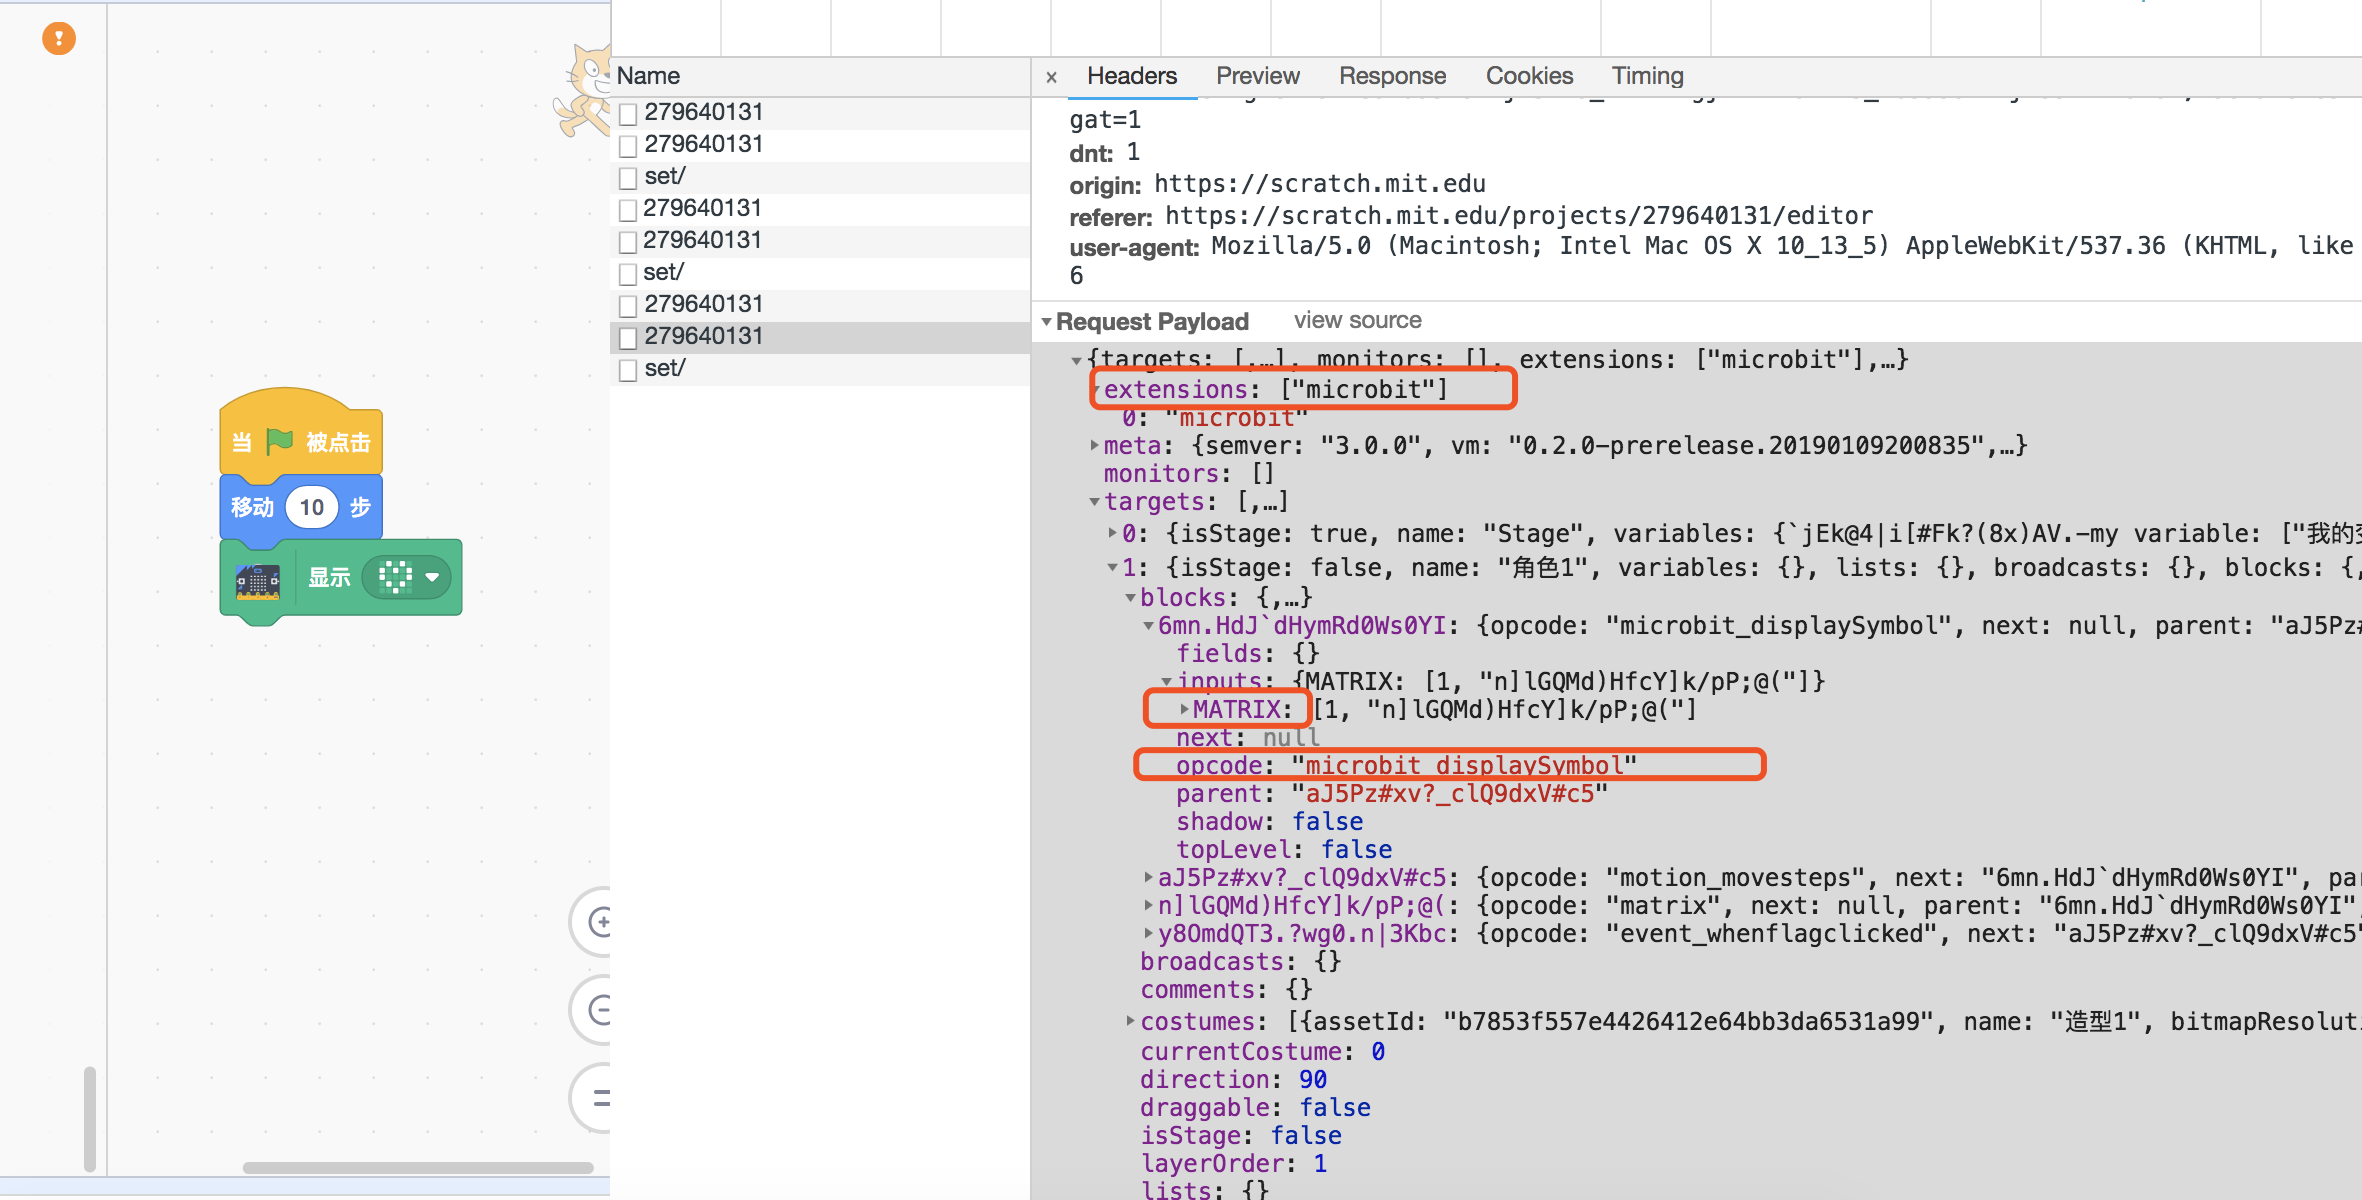 当 被点击
移动 10 步
显示
Name
279640131
279640131
set/
279640131
279640131
set/
279640131
279640131
set/
× Headers Preview Response Cookies Timing
gat=1
dnt: 1
origin: https://scratch.mit.edu
referer: https://scratch.mit.edu/projects/279640131/editor
user-agent: Mozilla/5.0 (Macintosh; Intel Mac OS X 10_13_5) AppleWebKit/537.36 (KHTML, like
6
Request Payload view source
{targets: [,…], monitors: [], extensions: ["microbit"],…}
extensions: ["microbit"]
0: "microbit"
meta: {semver: "3.0.0", vm: "0.2.0-prerelease.20190109200835",…}
monitors: []
targets: [,…]
0: {isStage: true, name: "Stage", variables: {`jEk@4|i[#Fk?(8x)AV.-my variable: ["我的
1: {isStage: false, name: "角色1", variables: {}, lists: {}, broadcasts: {}, blocks: {,
blocks: {,…}
6mn.HdJ`dHymRd0Ws0YI: {opcode: "microbit_displaySymbol", next: null, parent: "aJ5Pz#
fields: {}
inputs: {MATRIX: [1, "n]lGQMd)HfcY]k/pP;@("]}
MATRIX: [1, "n]lGQMd)HfcY]k/pP;@("]
next: null
opcode: "microbit_displaySymbol"
parent: "aJ5Pz#xv?_clQ9dxV#c5"
shadow: false
topLevel: false
aJ5Pz#xv?_clQ9dxV#c5: {opcode: "motion_movesteps", next: "6mn.HdJ`dHymRd0Ws0YI", par
n]lGQMd)HfcY]k/pP;@(: {opcode: "matrix", next: null, parent: "6mn.HdJ`dHymRd0Ws0YI",
y8OmdQT3.?wg0.n|3Kbc: {opcode: "event_whenflagclicked", next: "aJ5Pz#xv?_clQ9dxV#c5"
broadcasts: {}
comments: {}
costumes: [{assetId: "b7853f557e4426412e64bb3da6531a99", name: "造型1", bitmapResolut
currentCostume: 0
direction: 90
draggable: false
isStage: false
layerOrder: 1
lists: {}